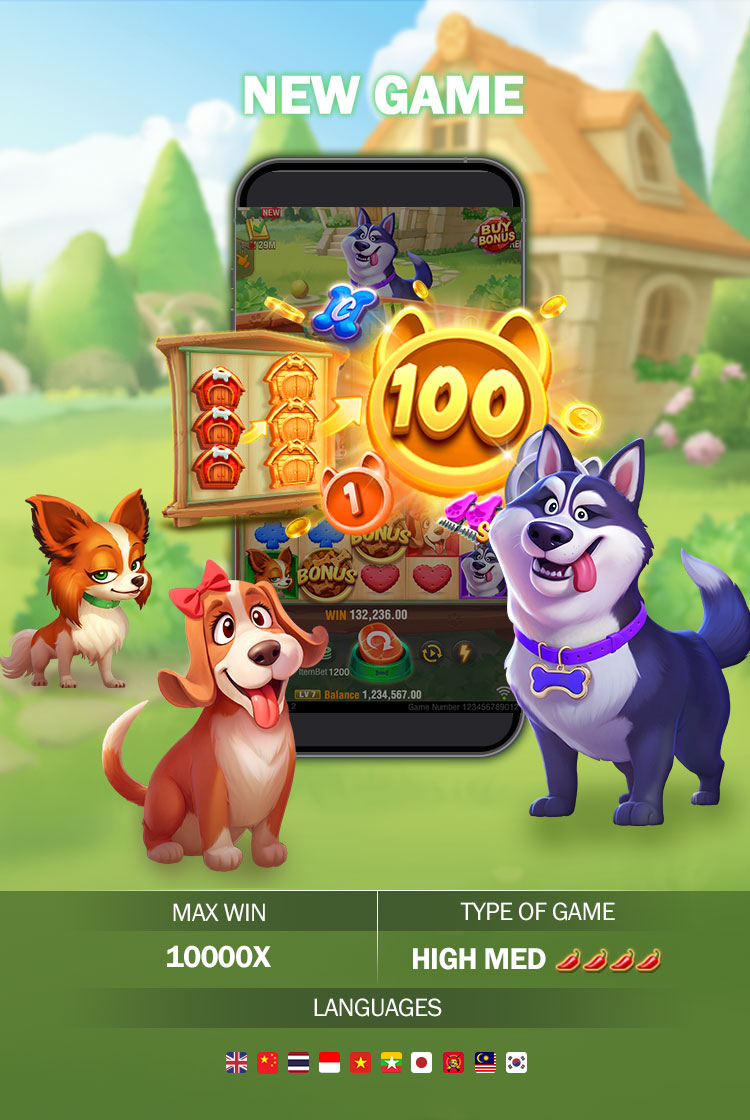 NEW GAME
NEW
29M
BUY
BONUS
C
100
1
BONUS
BONUS
WIN 132,236.00
ItemBet 1200
LV 7 Balance 1,234,567.00
Game Number 123456789012
MAX WIN
TYPE OF GAME
10000X
HIGH MED
LANGUAGES